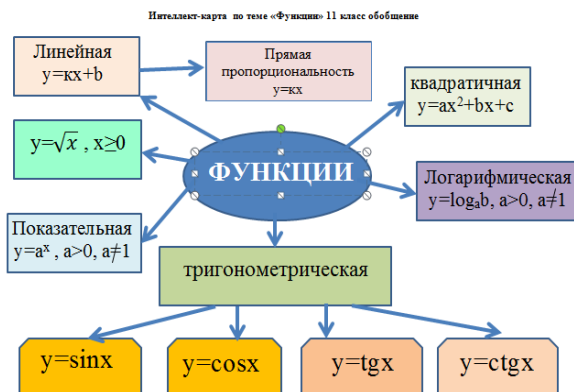 Интеллект-карта по теме «Функции» 11 класс обобщение
Линейная
y=кx+b
Прямая
пропорциональность
y=кx
квадратичная
y=ax²+bx+c
y=√x , x≥0
ФУНКЦИИ
Логарифмическая
y=logₐb, a>0, a≠1
Показательная
y=aˣ , a>0, a≠1
тригонометрическая
y=sinx
y=cosx
y=tgx
y=ctgx